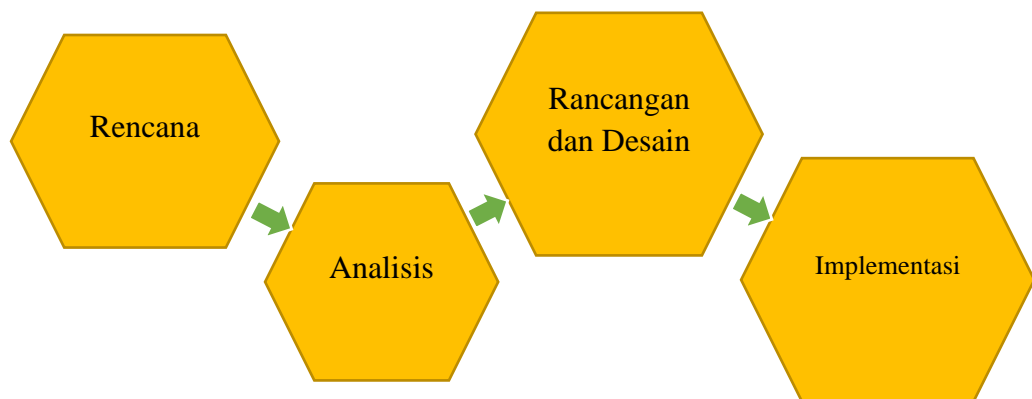 Rencana
Analisis
Rancangan
dan Desain
Implementasi